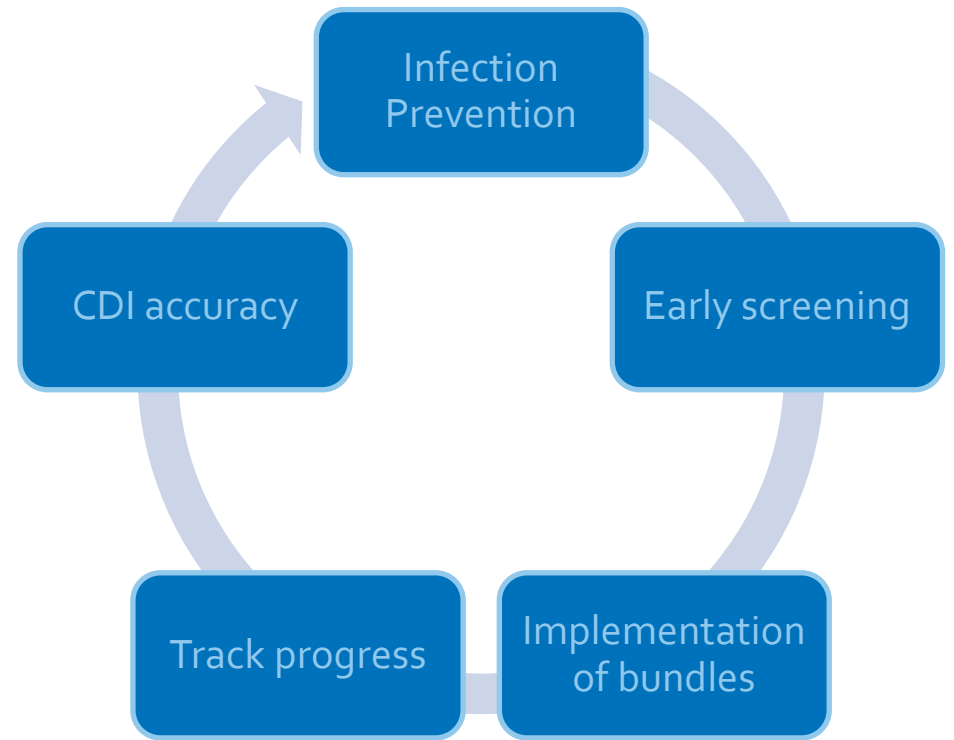 Infection
Prevention
Early screening
Implementation
of bundles
Track progress
CDI accuracy